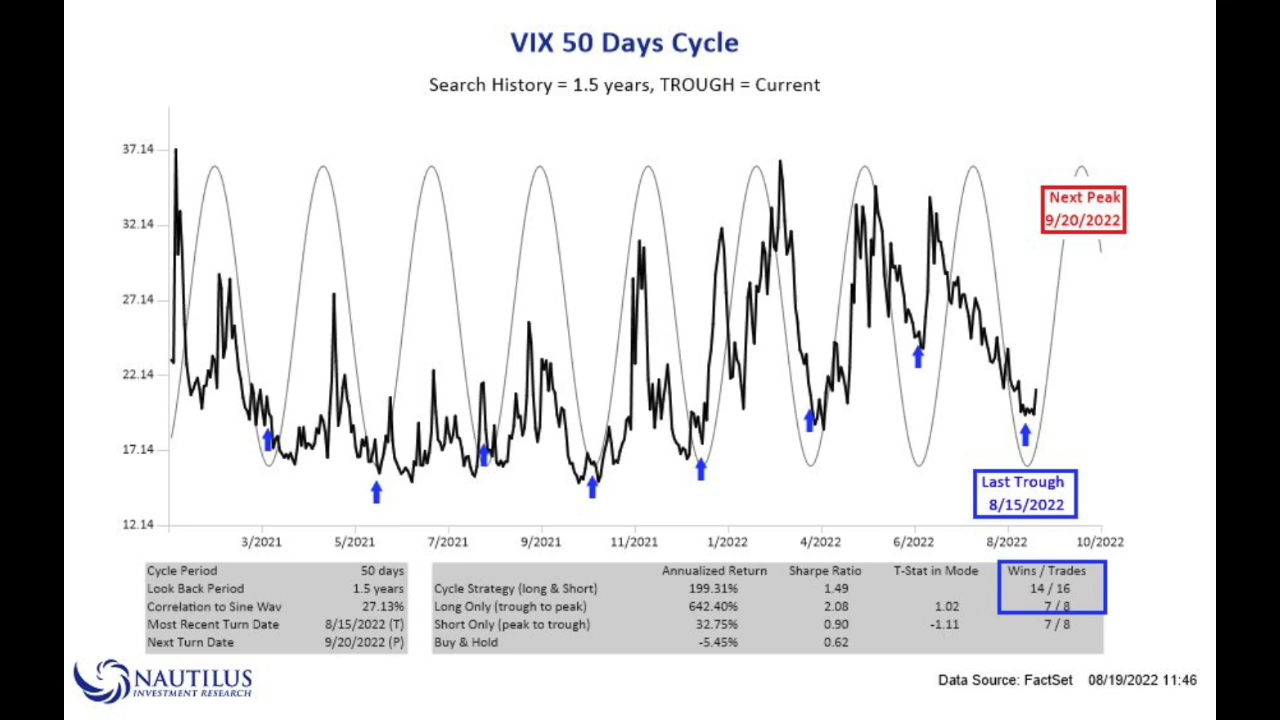 VIX 50 Days Cycle
Search History = 1.5 years, TROUGH = Current
37.14
32.14
27.14
22.14
17.14
12.14
Next Peak
9/20/2022
Last Trough
8/15/2022
3/2021 5/2021 7/2021 9/2021 11/2021 1/2022 4/2022 6/2022 8/2022 10/2022
Cycle Period 50 days
Look Back Period 1.5 years
Correlation to Sine Wav 27.13%
Most Recent Turn Date 8/15/2022 (T)
Next Turn Date 9/20/2022 (P)
Annualized Return Sharpe Ratio T-Stat in Mode Wins / Trades
Cycle Strategy (long & Short) 199.31% 1.49 14 / 16
Long Only (trough to peak) 642.40% 2.08 1.02 7 / 8
Short Only (peak to trough) 32.75% 0.90 -1.11 7 / 8
Buy & Hold -5.45% 0.62
NAUTILUS
INVESTMENT RESEARCH
Data Source: FactSet 08/19/2022 11:46